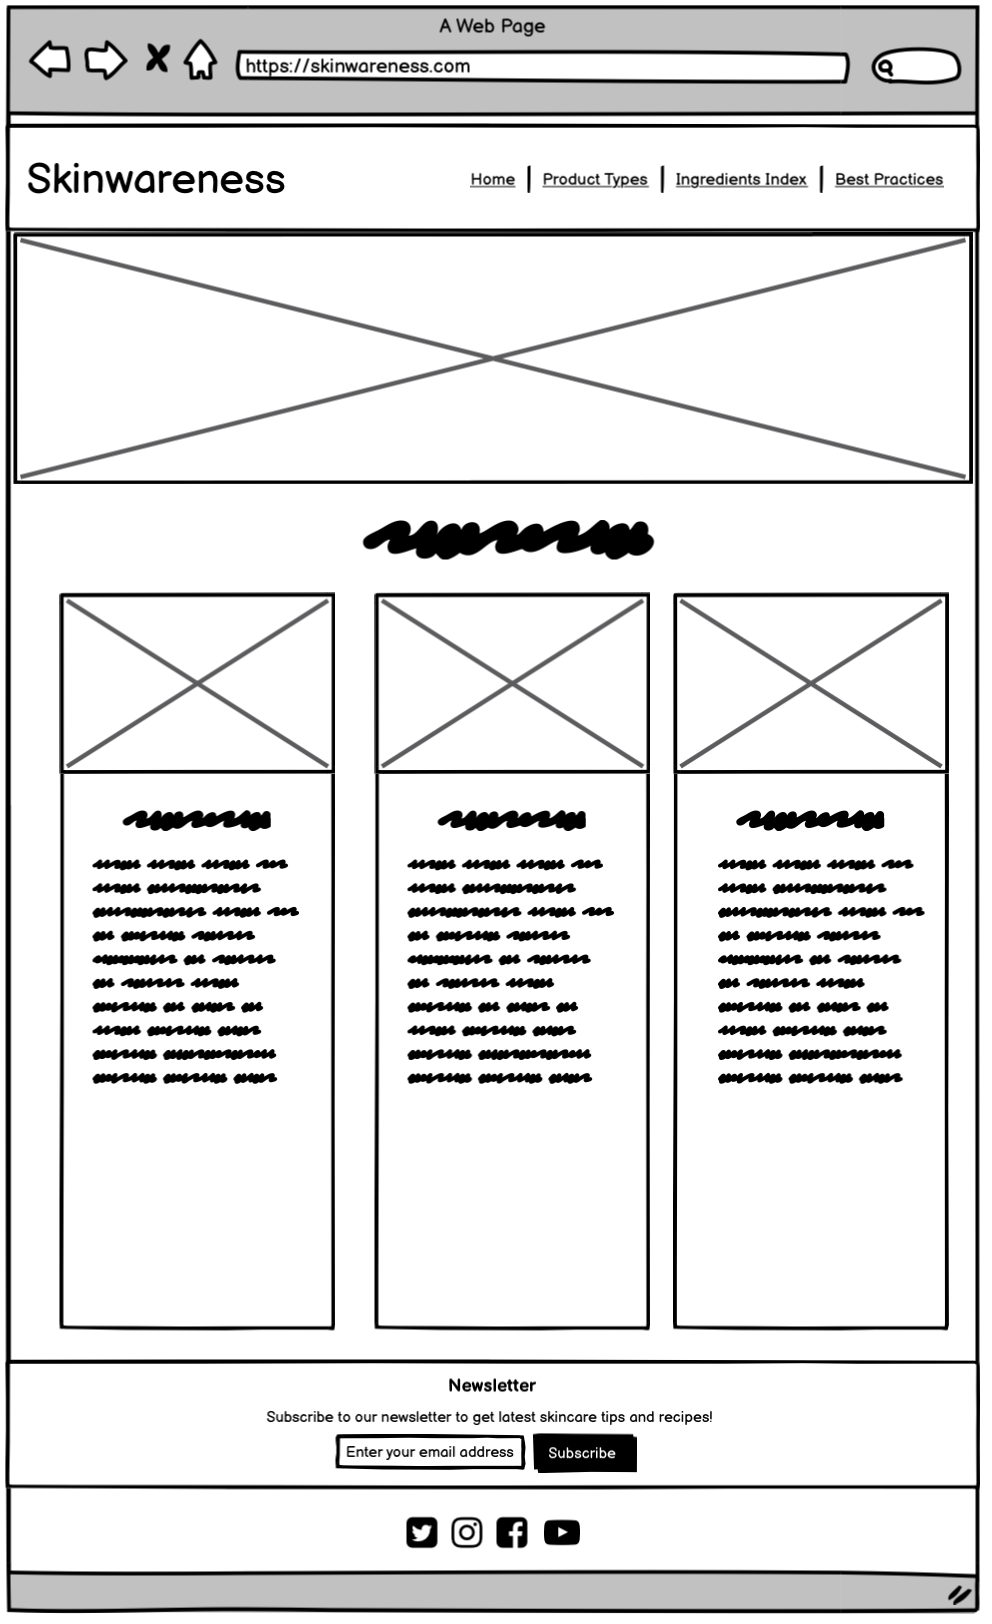 A Web Page
https://skinwareness.com
Skinwareness
Home | Product Types | Ingredients Index | Best Practices
Newsletter
Subscribe to our newsletter to get latest skincare tips and recipes!
Enter your email address Subscribe